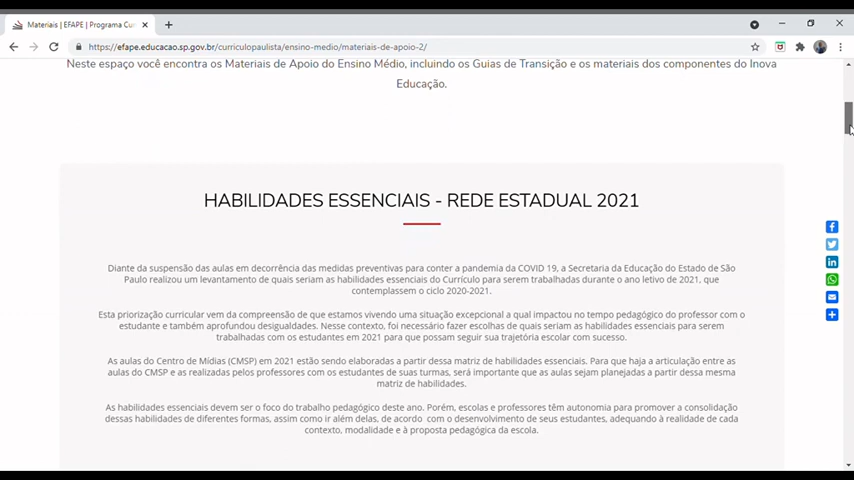 Materiais | EFAPE | Programa Cur
https://efape.educacao.sp.gov.br/curriculopaulista/ensino-medio/materiais-de-apoio-2/
Neste espaço você encontra os Materiais de Apoio do Ensino Médio, incluindo os Guias de Transição e os materiais dos componentes do Inova
Educação.
HABILIDADES ESSENCIAIS - REDE ESTADUAL 2021
Diante da suspensão das aulas em decorrência das medidas preventivas para conter a pandemia da COVID 19, a Secretaria da Educação do Estado de São
Paulo realizou um levantamento de quais seriam as habilidades essenciais do Currículo para serem trabalhadas durante o ano letivo de 2021, que
contemplassem o ciclo 2020-2021.
Esta priorização curricular vem da compreensão de que estamos vivendo uma situação excepcional a qual impactou no tempo pedagógico do professor com o
estudante e também aprofundou desigualdades. Nesse contexto, foi necessário fazer escolhas de quais seriam as habilidades essenciais para serem
trabalhadas com os estudantes em 2021 para que possam seguir sua trajetória escolar com sucesso.
As aulas do Centro de Mídias (CMSP) em 2021 estão sendo elaboradas a partir dessa matriz de habilidades essenciais. Para que haja a articulação entre as
aulas do CMSP e as realizadas pelos professores com os estudantes de suas turmas, será importante que as aulas sejam planejadas a partir dessa mesma
matriz de habilidades.
As habilidades essenciais devem ser o foco do trabalho pedagógico deste ano. Porém, escolas e professores têm autonomia para promover a consolidação
dessas habilidades de diferentes formas, assim como ir além delas, de acordo com o desenvolvimento de seus estudantes, adequando à realidade de cada
contexto, modalidade e à proposta pedagógica da escola.